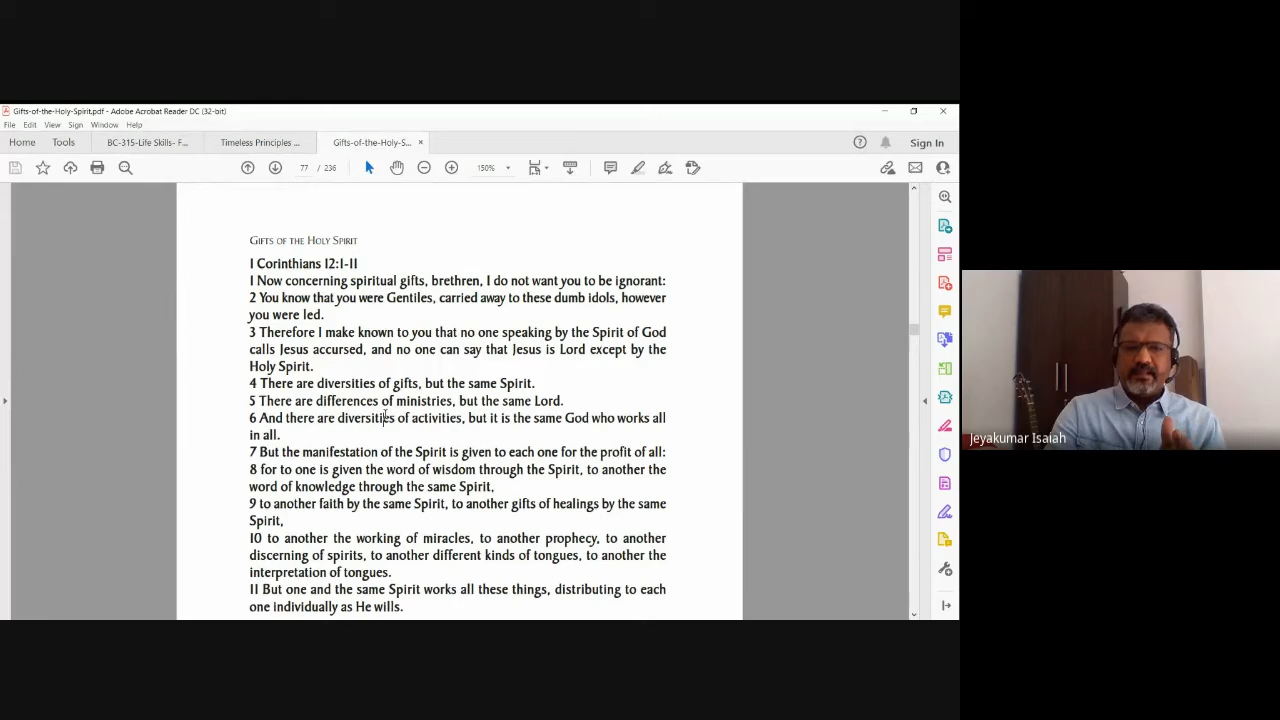 Gifts-of-the-Holy-Spirit.pdf - Adobe Acrobat Reader DC (32-bit)
File Edit View Sign Window Help
Home Tools BC-315-Life Skills- F... Timeless Principles ... Gifts-of-the-Holy-S... × Sign In
77 / 236 150%
GIFTS OF THE HOLY SPIRIT
1 Corinthians 12:1-11
1 Now concerning spiritual gifts, brethren, I do not want you to be ignorant:
2 You know that you were Gentiles, carried away to these dumb idols, however
you were led.
3 Therefore I make known to you that no one speaking by the Spirit of God
calls Jesus accursed, and no one can say that Jesus is Lord except by the
Holy Spirit.
4 There are diversities of gifts, but the same Spirit.
5 There are differences of ministries, but the same Lord.
6 And there are diversities of activities, but it is the same God who works all
in all.
7 But the manifestation of the Spirit is given to each one for the profit of all:
8 for to one is given the word of wisdom through the Spirit, to another the
word of knowledge through the same Spirit,
9 to another faith by the same Spirit, to another gifts of healings by the same
Spirit,
10 to another the working of miracles, to another prophecy, to another
discerning of spirits, to another different kinds of tongues, to another the
interpretation of tongues.
11 But one and the same Spirit works all these things, distributing to each
one individually as He wills.
Jeyakumar Isaiah